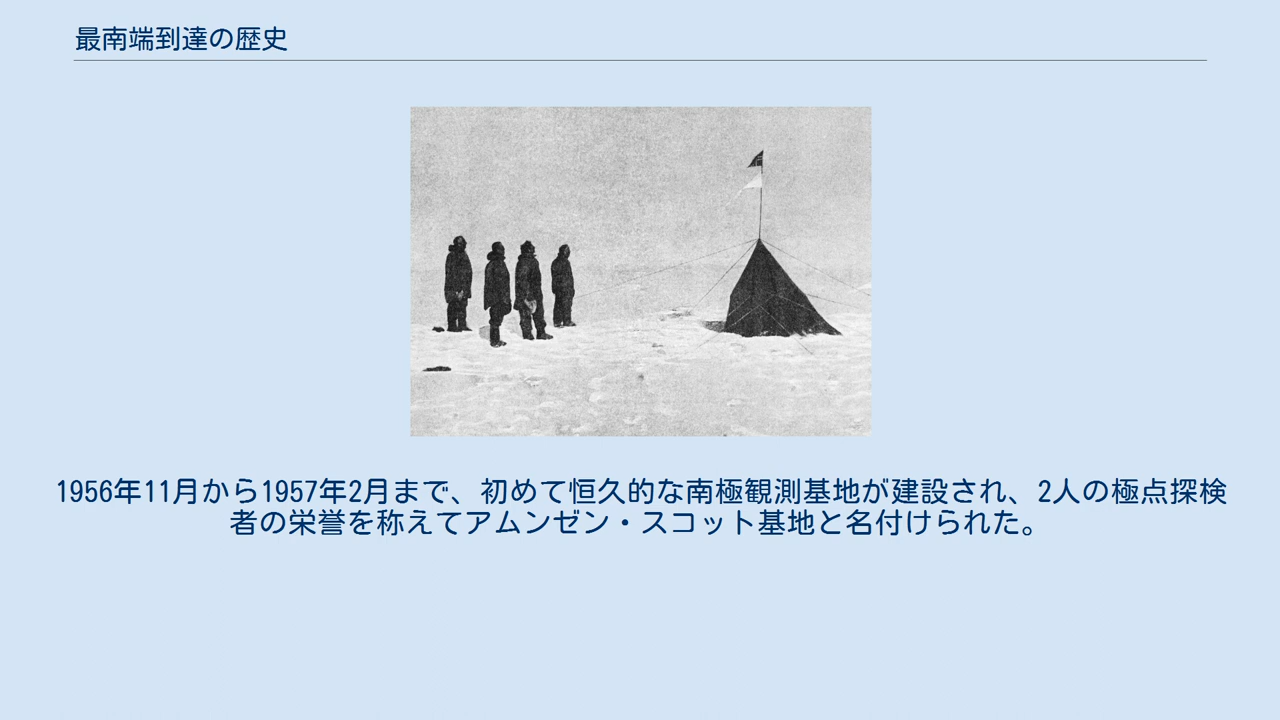 最南端到達の歴史
1956年11月から1957年2月まで、初めて恒久的な南極観測基地が建設され、2人の極点探検
者の栄誉を称えてアムンゼン・スコット基地と名付けられた。